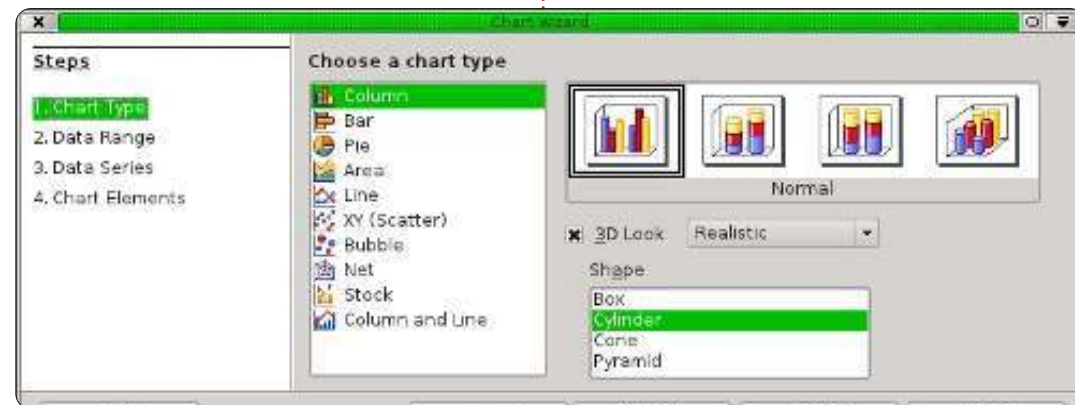 Chart Wizard
Steps
1. Chart Type
2. Data Range
3. Data Series
4. Chart Elements
Choose a chart type
Column
Bar
Pie
Area
Line
XY (Scatter)
Bubble
Net
Stock
Column and Line
Normal
3D Look
Realistic
Shape
Box
Cylinder
Cone
Pyramid